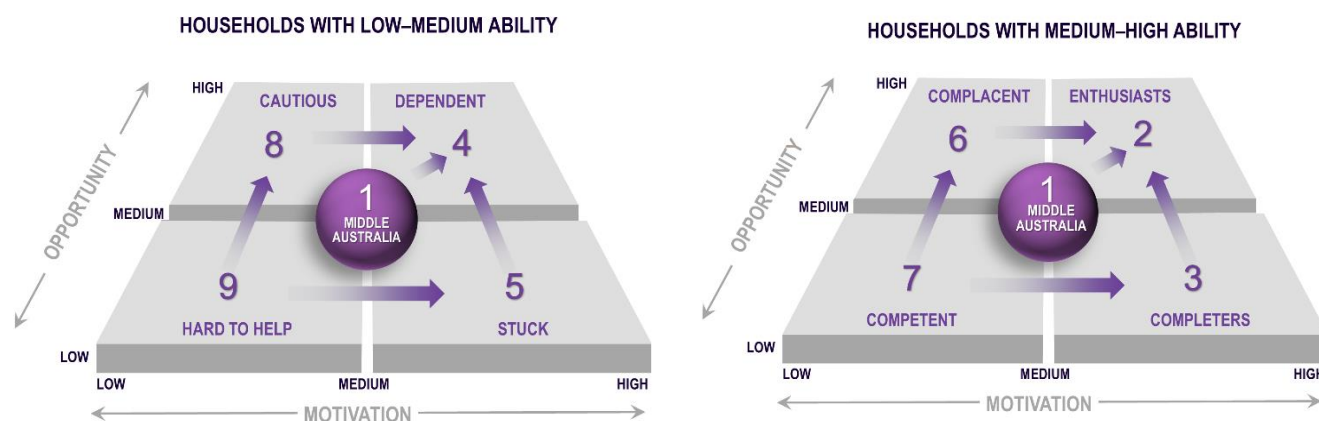 HOUSEHOLDS WITH LOW–MEDIUM ABILITY
HIGH
CAUTIOUS
DEPENDENT
8
4
OPPORTUNITY
MEDIUM
1
MIDDLE
AUSTRALIA
9
5
HARD TO HELP
STUCK
LOW
LOW
MEDIUM
HIGH
MOTIVATION
HOUSEHOLDS WITH MEDIUM–HIGH ABILITY
HIGH
COMPLACENT
ENTHUSIASTS
6
2
OPPORTUNITY
MEDIUM
1
MIDDLE
AUSTRALIA
7
3
COMPETENT
COMPLETERS
LOW
LOW
MEDIUM
HIGH
MOTIVATION